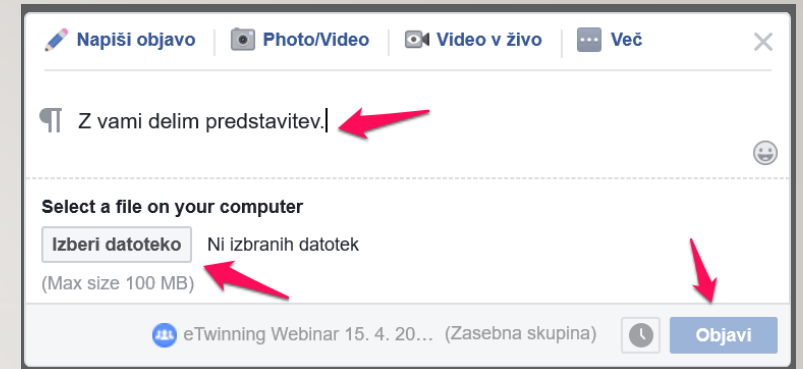 Napiši objavo Photo/Video Video v živo Več
Z vami delim predstavitev.
Select a file on your computer
Izberi datoteko Ni izbranih datotek
(Max size 100 MB)
eTwinning Webinar 15. 4. 20… (Zasebna skupina) Objavi